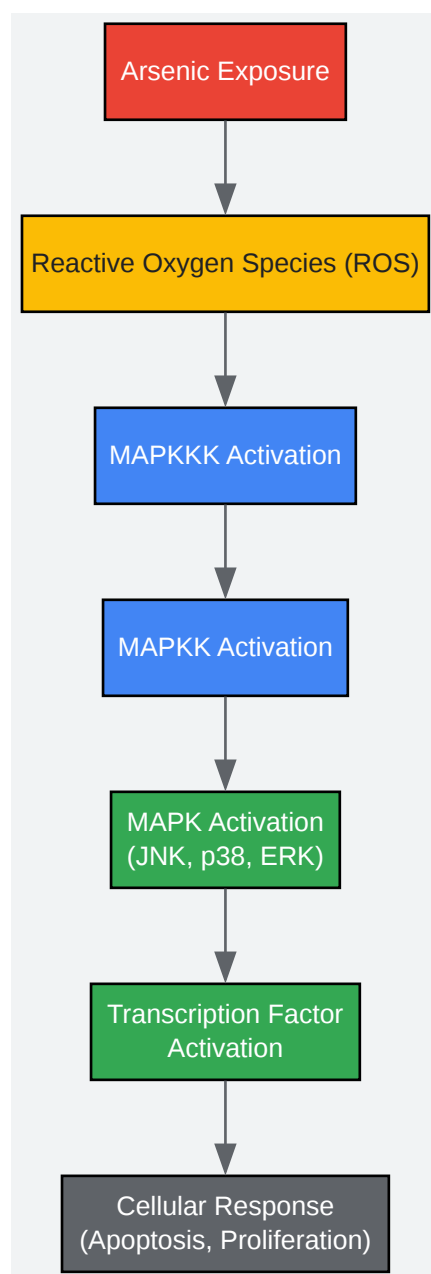 Arsenic Exposure
Reactive Oxygen Species (ROS)
MAPKKK Activation
MAPKK Activation
MAPK Activation
(JNK, p38, ERK)
Transcription Factor
Activation
Cellular Response
(Apoptosis, Proliferation)